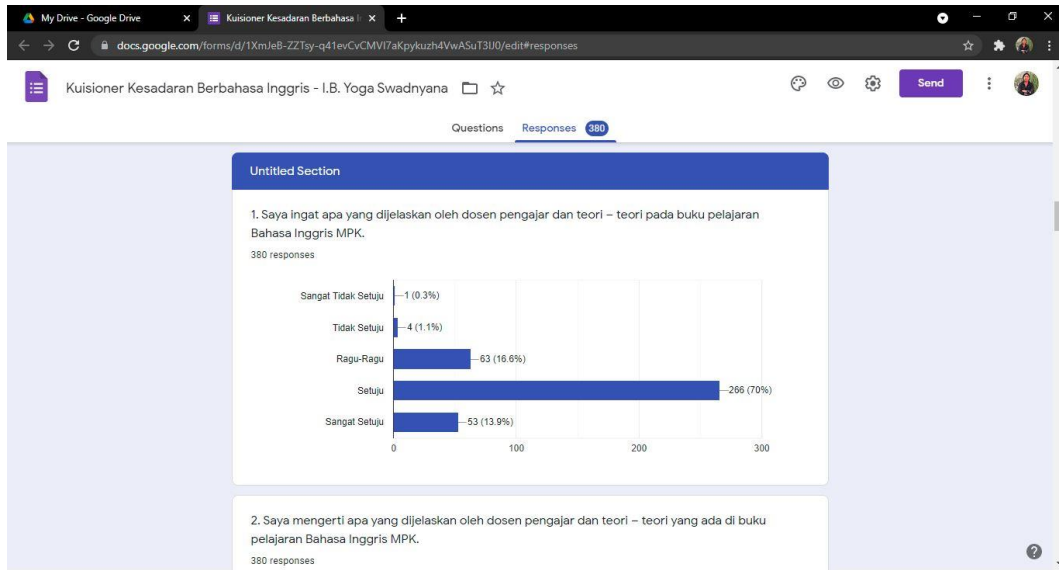 My Drive - Google Drive
Kuisioner Kesadaran Berbahasa I
docs.google.com/forms/d/1XmJeB-ZZTsy-q41evCvCMVl7aKpykuzh4VwASuT3lJ0/edit#responses
Kuisioner Kesadaran Berbahasa Inggris - I.B. Yoga Swadnyana
Send
Questions Responses 380
Untitled Section
1. Saya ingat apa yang dijelaskan oleh dosen pengajar dan teori – teori pada buku pelajaran
Bahasa Inggris MPK.
380 responses
Sangat Tidak Setuju 1 (0.3%)
Tidak Setuju 4 (1.1%)
Ragu-Ragu 63 (16.6%)
Setuju 266 (70%)
Sangat Setuju 53 (13.9%)
0 100 200 300
2. Saya mengerti apa yang dijelaskan oleh dosen pengajar dan teori – teori yang ada di buku
pelajaran Bahasa Inggris MPK.
380 responses